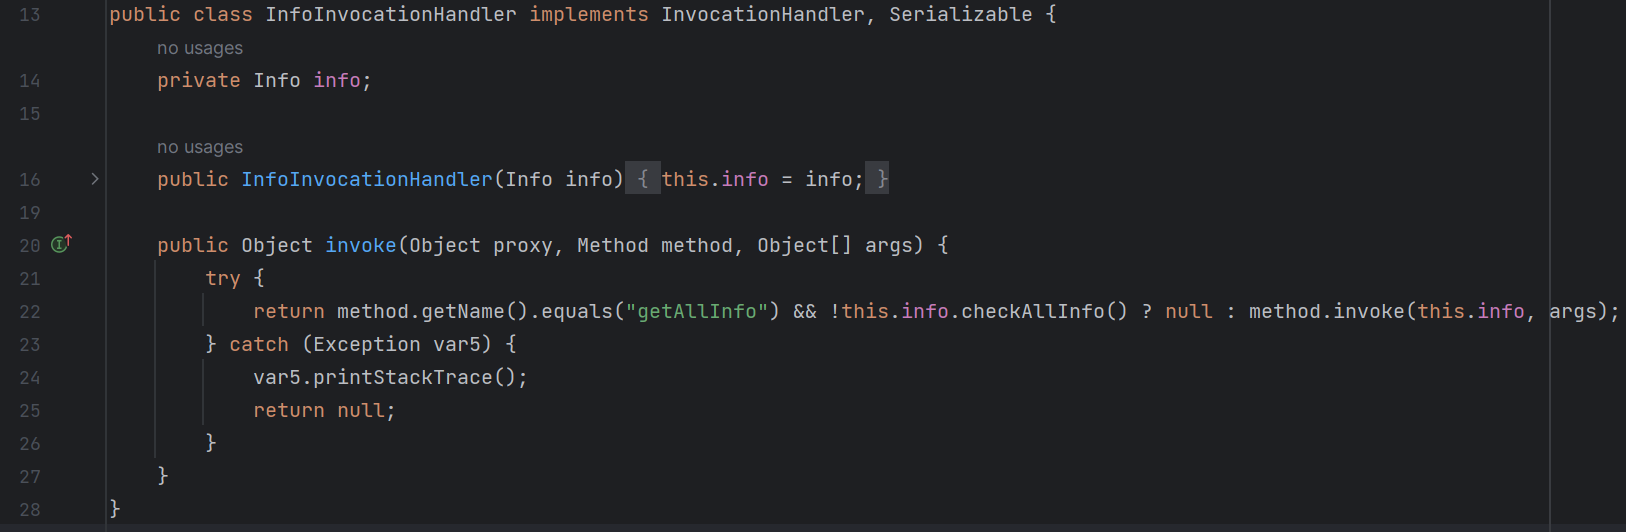 13 public class InfoInvocationHandler implements InvocationHandler, Serializable {
no usages
14 private Info info;
15
no usages
16 public InfoInvocationHandler(Info info) { this.info = info; }
19
20 public Object invoke(Object proxy, Method method, Object[] args) {
21 try {
22 return method.getName().equals("getAllInfo") && !this.info.checkAllInfo() ? null : method.invoke(this.info, args);
23 } catch (Exception var5) {
24 var5.printStackTrace();
25 return null;
26 }
27 }
28 }